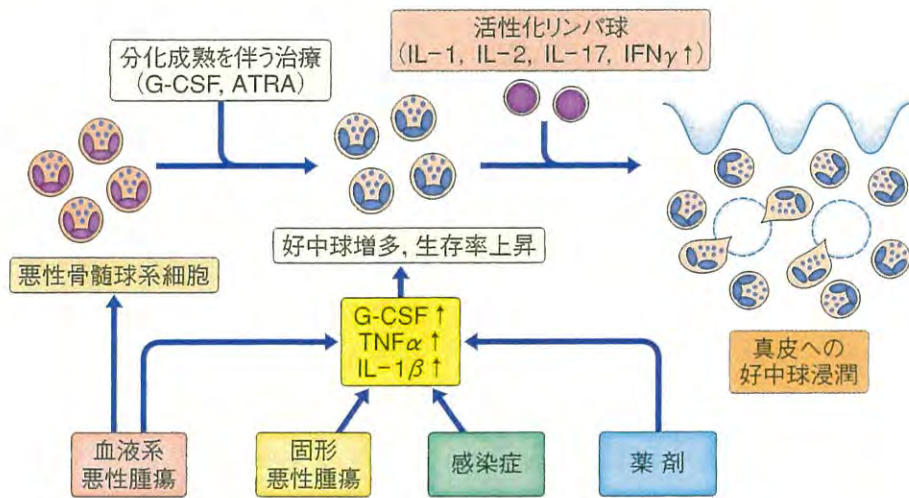 分化成熟を伴う治療
(G-CSF, ATRA)
活性化リンパ球
(IL-1, IL-2, IL-17, IFNγ↑)
好中球増多, 生存率上昇
悪性骨髄球系細胞
G-CSF↑
TNFα↑
IL-1β↑
真皮への
好中球浸潤
血液系
悪性腫瘍
固形
悪性腫瘍
感染症
薬 剤